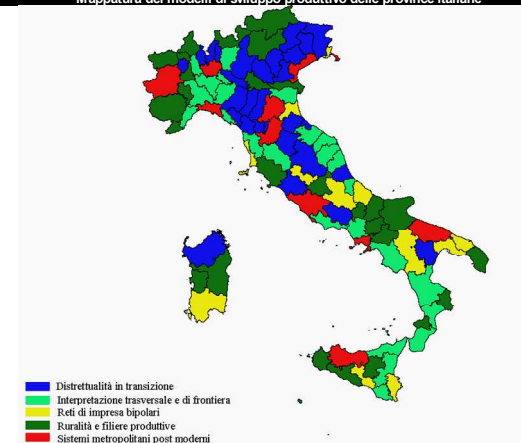 Mappatura dei modelli di sviluppo produttivo delle province italiane
Distrettualità in transizione
Interpretazione trasversale e di frontiera
Reti di impresa bipolari
Ruralità e filiere produttive
Sistemi metropolitani post moderni